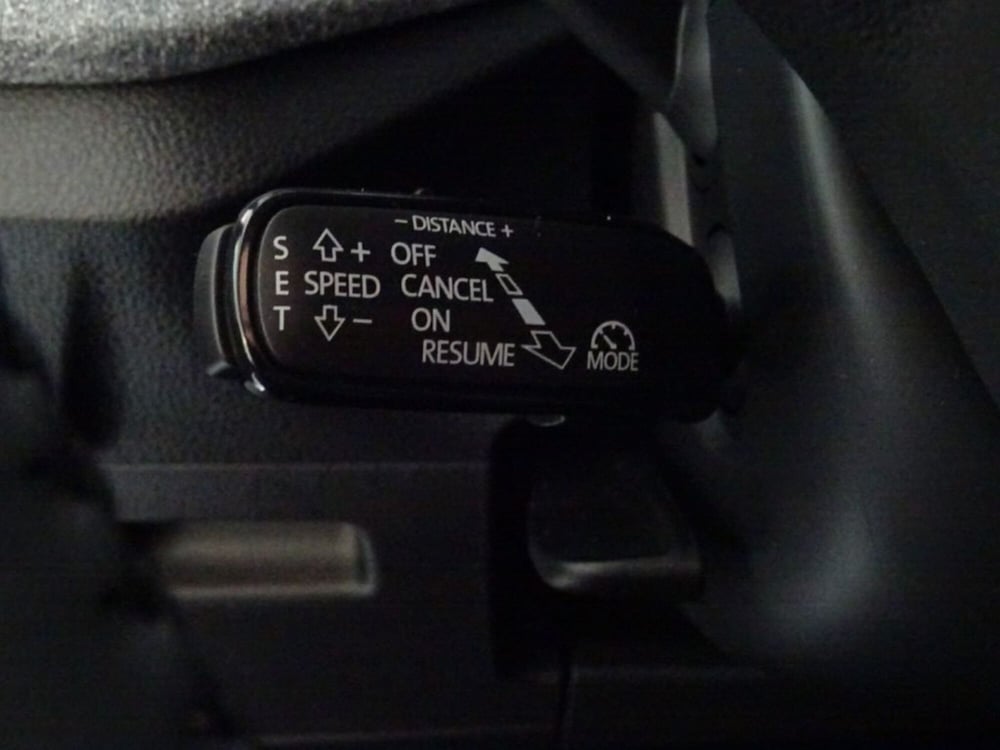 − DISTANCE +
S + OFF
E SPEED CANCEL
T − ON
RESUME MODE